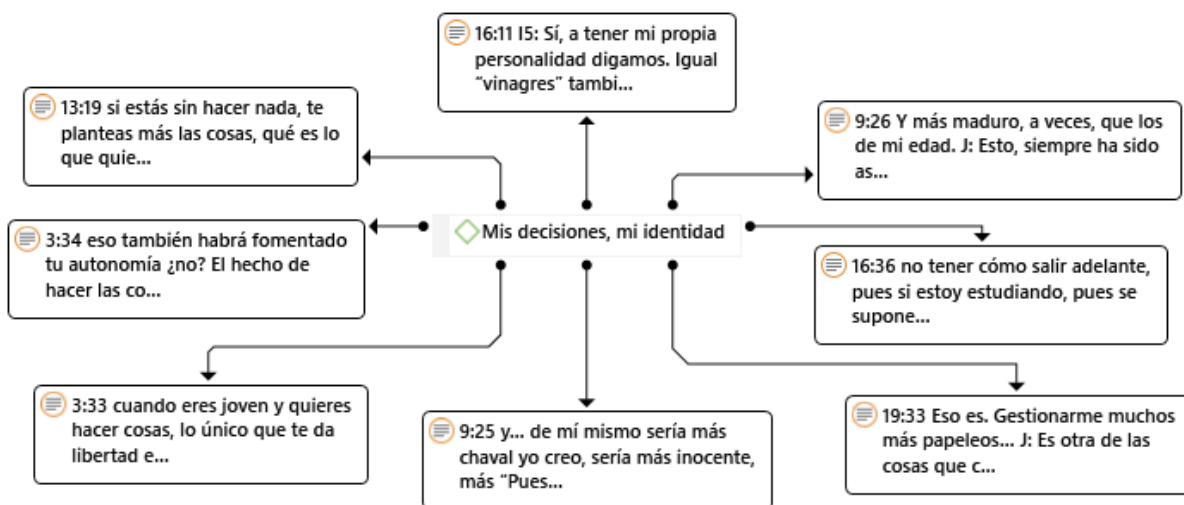 16:11 I5: Sí, a tener mi propia
personalidad digamos. Igual
“vinagres” tambi...
13:19 si estás sin hacer nada, te
planteas más las cosas, qué es lo
que quie...
9:26 Y más maduro, a veces, que los
de mi edad. J: Esto, siempre ha sido
as...
3:34 eso también habrá fomentado
tu autonomía ¿no? El hecho de
hacer las co...
Mis decisiones, mi identidad
16:36 no tener cómo salir adelante,
pues si estoy estudiando, pues se
supone...
3:33 cuando eres joven y quieres
hacer cosas, lo único que te da
libertad e...
9:25 y... de mí mismo sería más
chaval yo creo, sería más inocente,
más “Pues...
19:33 Eso es. Gestionarme muchos
más papeleos... J: Es otra de las
cosas que c...